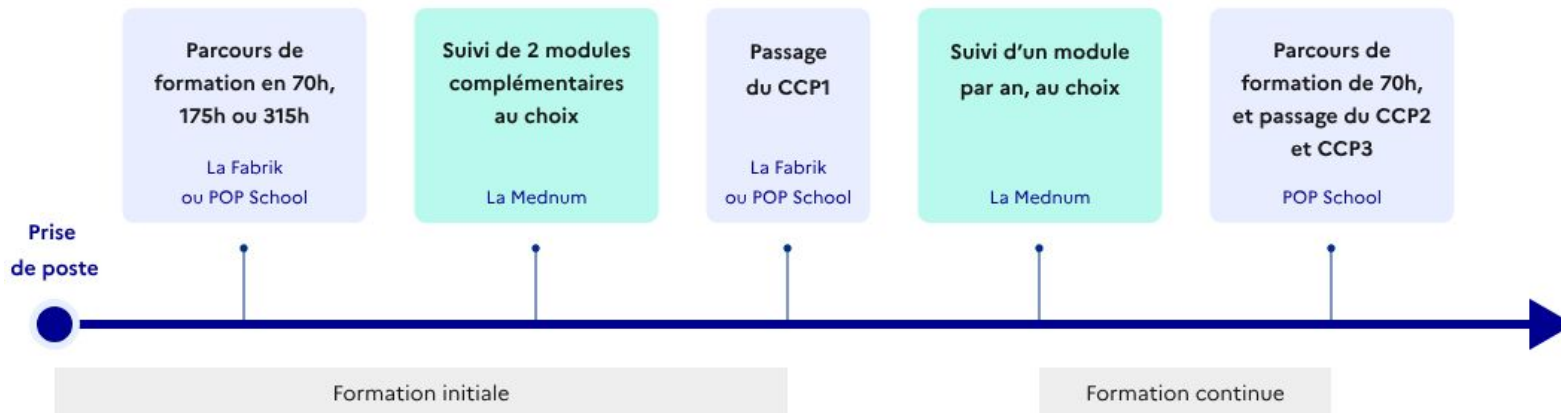 Parcours de
formation en 70h,
175h ou 315h
La Fabrik
ou POP School
Suivi de 2 modules
complémentaires
au choix
La Mednum
Passage
du CCP1
La Fabrik
ou POP School
Suivi d’un module
par an, au choix
La Mednum
Parcours de
formation de 70h,
et passage du CCP2
et CCP3
POP School
Prise
de poste
Formation initiale
Formation continue